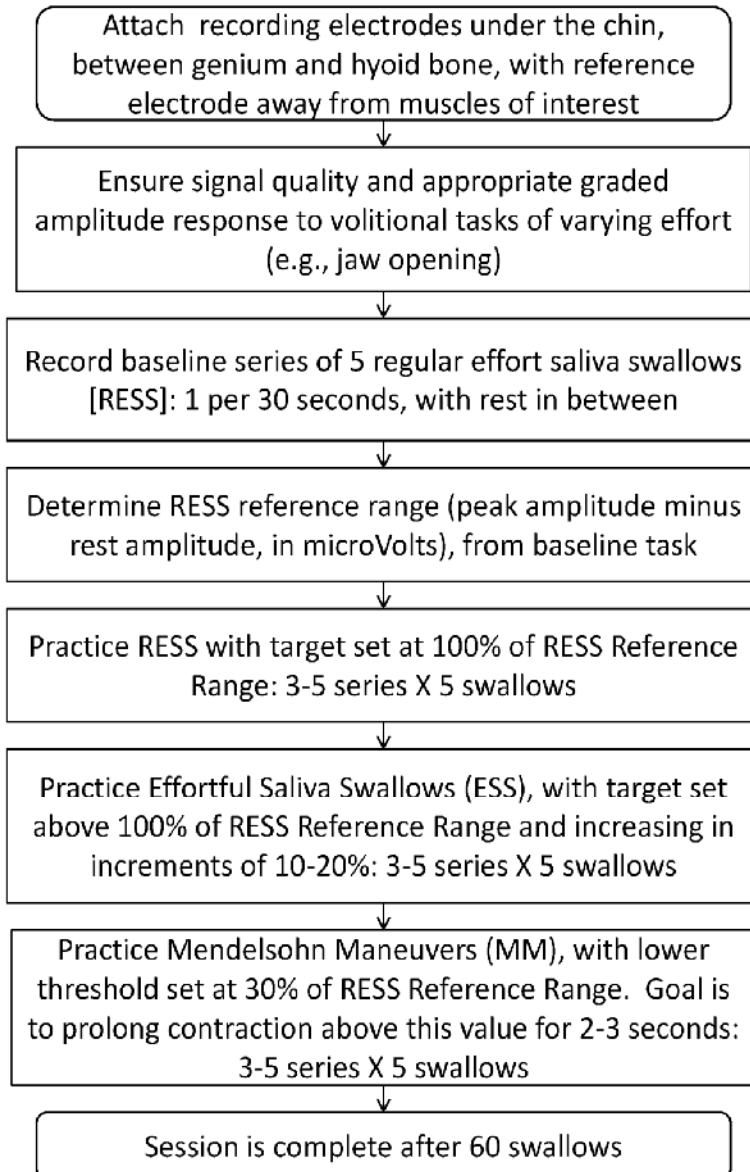 Attach recording electrodes under the chin,
between genium and hyoid bone, with reference
electrode away from muscles of interest
Ensure signal quality and appropriate graded
amplitude response to volitional tasks of varying effort
(e.g., jaw opening)
Record baseline series of 5 regular effort saliva swallows
[RESS]: 1 per 30 seconds, with rest in between
Determine RESS reference range (peak amplitude minus
rest amplitude, in microVolts), from baseline task
Practice RESS with target set at 100% of RESS Reference
Range: 3-5 series X 5 swallows
Practice Effortful Saliva Swallows (ESS), with target set
above 100% of RESS Reference Range and increasing in
increments of 10-20%: 3-5 series X 5 swallows
Practice Mendelsohn Maneuvers (MM), with lower
threshold set at 30% of RESS Reference Range. Goal is
to prolong contraction above this value for 2-3 seconds:
3-5 series X 5 swallows
Session is complete after 60 swallows